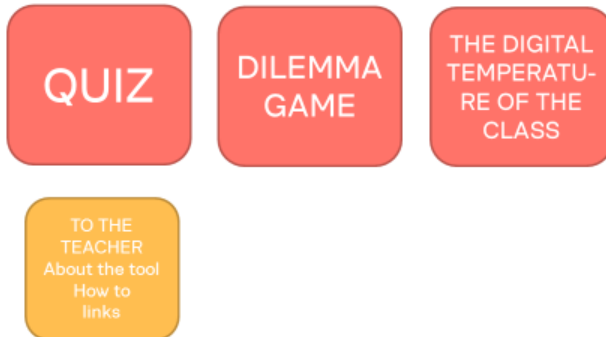 QUIZ
DILEMMA
GAME
THE DIGITAL
TEMPERATU-
RE OF THE
CLASS
TO THE
TEACHER
About the tool
How to
links